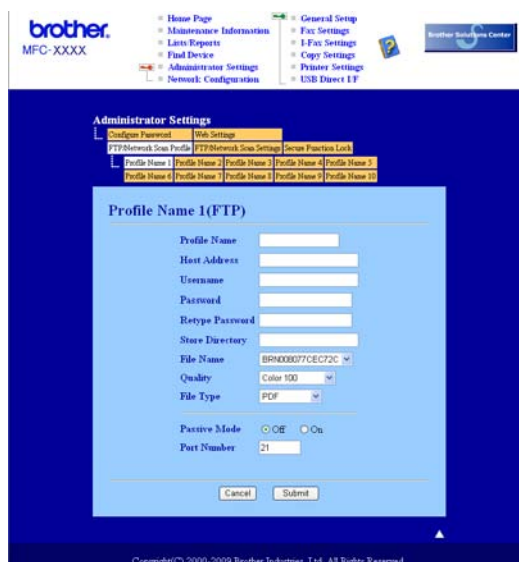 brother.
MFC-XXXX
Home Page
Maintenance Information
Lists/Reports
Find Device
Administrator Settings
Network Configuration
General Setup
Fax Settings
I-Fax Settings
Copy Settings
Printer Settings
USB Direct I/F
Brother Solutions Center
Administrator Settings
Configure Password Web Settings
FTP/Network Scan Profile FTP/Network Scan Settings Secure Function Lock
Profile Name 1 Profile Name 2 Profile Name 3 Profile Name 4 Profile Name 5
Profile Name 6 Profile Name 7 Profile Name 8 Profile Name 9 Profile Name 10
Profile Name 1(FTP)
Profile Name
Host Address
Username
Password
Retype Password
Store Directory
File Name BRN008077CEC72C
Quality Color 100
File Type PDF
Passive Mode Off On
Port Number 21
Cancel Submit
Copyright(C) 2000-2009 Brother Industries, Ltd. All Rights Reserved.